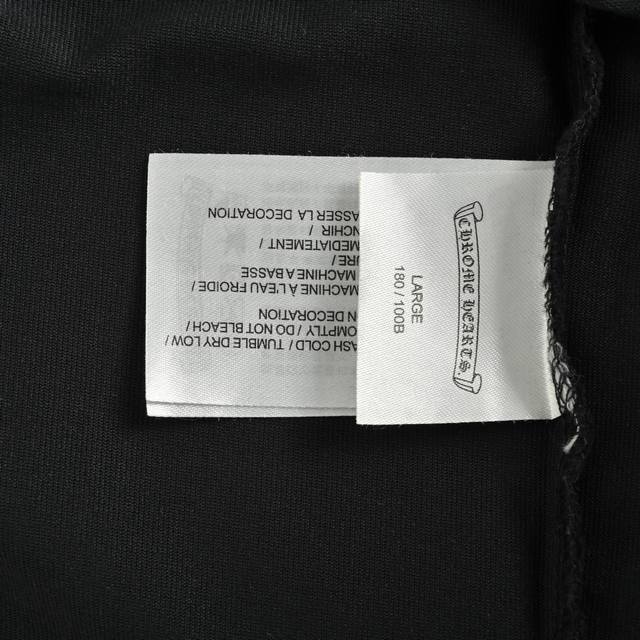 CHROME HEARTS.
LARGE
180 / 100B
ASH COLD / TUMBLE DRY LOW /
OMPTLY / DO NOT BLEACH /
N DECORATION
MACHINE À L'EAU FROIDE /
MACHINE A BASSE
URE /
MEDIATEMENT /
NCHIR /
ASSER LA DECORATION